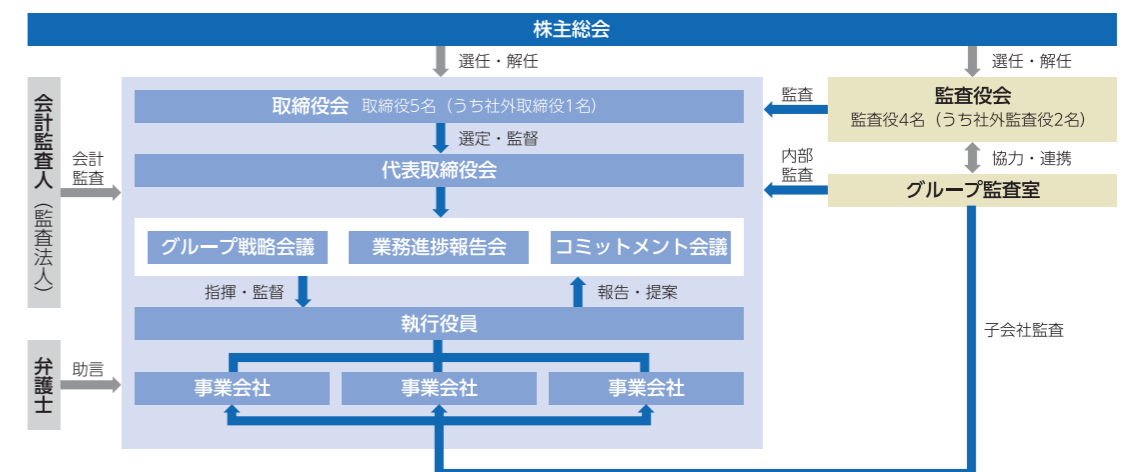 株主総会
選任・解任
選任・解任
会計監査人（監査法人）
取締役会 取締役5名（うち社外取締役1名）
監査
監査役会
監査役4名（うち社外監査役2名）
選定・監督
会計
監査
代表取締役会
内部
監査
協力・連携
グループ監査室
グループ戦略会議
業務進捗報告会
コミットメント会議
指揮・監督
報告・提案
執行役員
子会社監査
弁護士
助言
事業会社
事業会社
事業会社